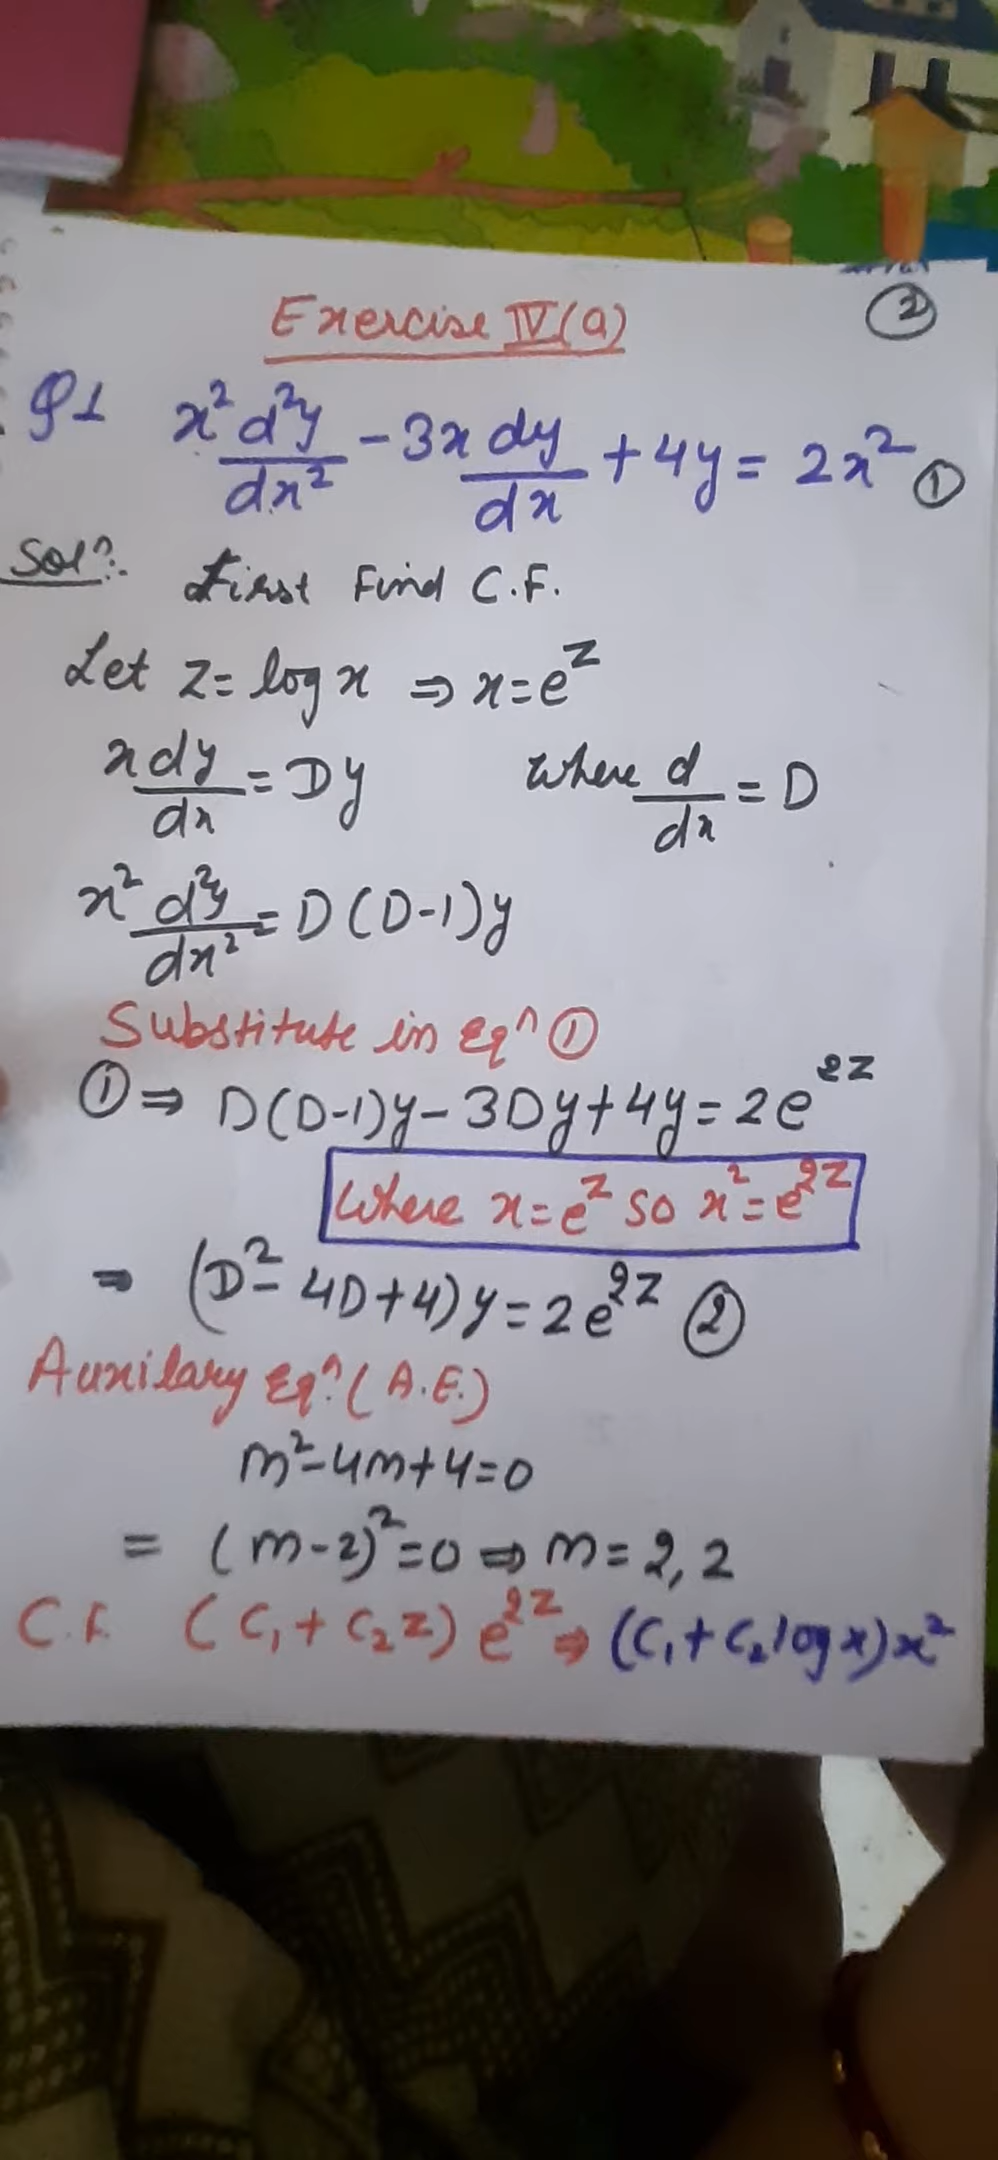 ②
Exercise IV(a)
Q1 x² d²y/dx² - 3x dy/dx + 4y = 2x² ①
Solⁿ. First Find C.F.
Let z = log x ⇒ x = e^z
x dy/dx = Dy where d/dx = D
x² d²y/dx² = D(D-1)y
Substitute in Eqⁿ ①
① ⇒ D(D-1)y - 3Dy + 4y = 2e^2z
Where x = e^z so x² = e^2z
⇒ (D² - 4D + 4)y = 2e^2z ②
Auxilary Eqⁿ. (A.E.)
m² - 4m + 4 = 0
= (m-2)² = 0 ⇒ m = 2, 2
C.F. (C₁ + C₂z) e^2z ⇒ (C₁ + C₂ log x) x²